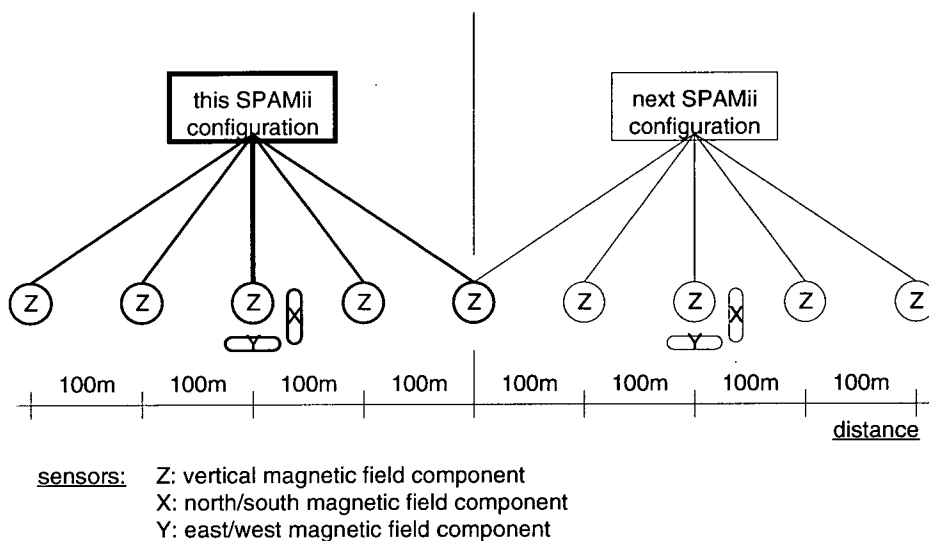 this SPAMii
configuration
next SPAMii
configuration
Z Z Z Z Z Z Z Z Z
X X
Y Y
100m 100m 100m 100m 100m 100m 100m 100m
distance
sensors: Z: vertical magnetic field component
X: north/south magnetic field component
Y: east/west magnetic field component